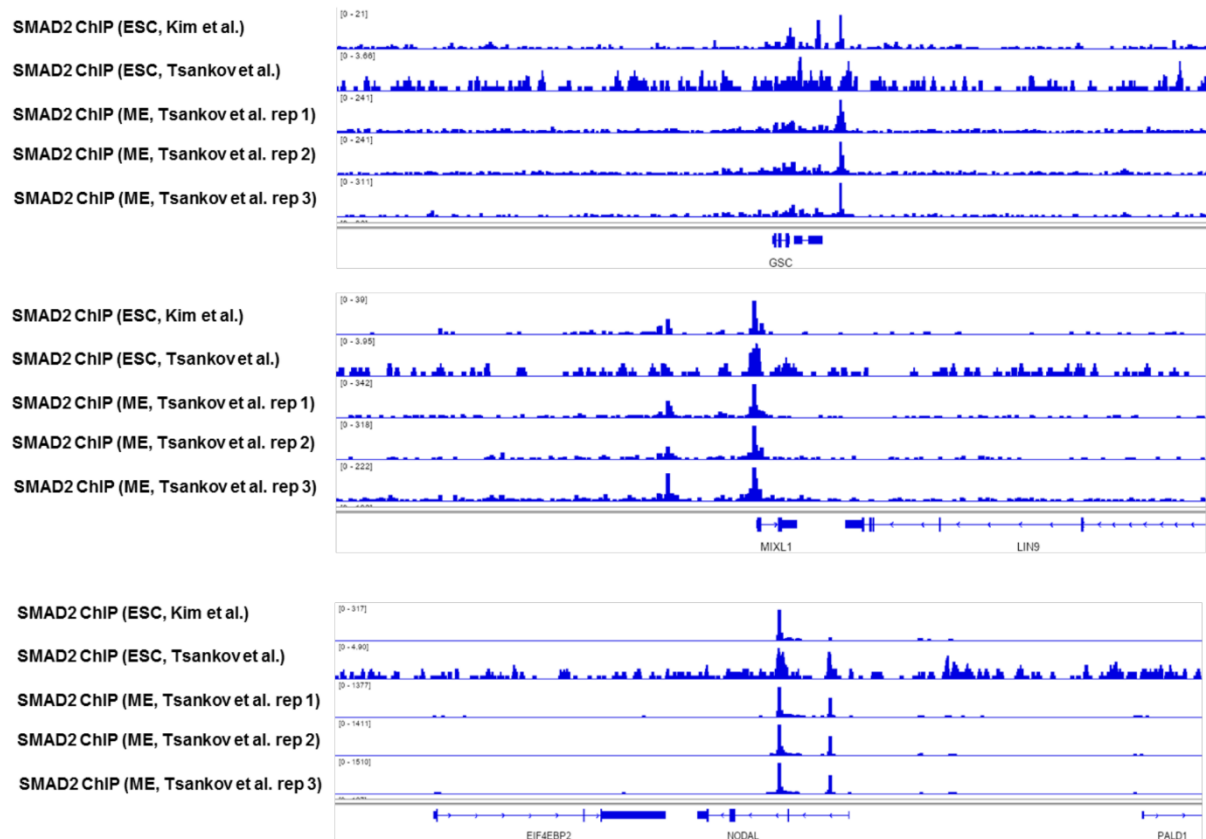 SMAD2 ChIP (ESC, Kim et al.)
[0 - 21]
SMAD2 ChIP (ESC, Tsankov et al.)
[0 - 3.66]
SMAD2 ChIP (ME, Tsankov et al. rep 1)
[0 - 241]
SMAD2 ChIP (ME, Tsankov et al. rep 2)
[0 - 241]
SMAD2 ChIP (ME, Tsankov et al. rep 3)
[0 - 311]
GSC
SMAD2 ChIP (ESC, Kim et al.)
[0 - 39]
SMAD2 ChIP (ESC, Tsankov et al.)
[0 - 3.95]
SMAD2 ChIP (ME, Tsankov et al. rep 1)
[0 - 342]
SMAD2 ChIP (ME, Tsankov et al. rep 2)
[0 - 318]
SMAD2 ChIP (ME, Tsankov et al. rep 3)
[0 - 222]
MIXL1 LIN9
SMAD2 ChIP (ESC, Kim et al.)
[0 - 317]
SMAD2 ChIP (ESC, Tsankov et al.)
[0 - 4.90]
SMAD2 ChIP (ME, Tsankov et al. rep 1)
[0 - 1377]
SMAD2 ChIP (ME, Tsankov et al. rep 2)
[0 - 1411]
SMAD2 ChIP (ME, Tsankov et al. rep 3)
[0 - 1510]
EIF4EBP2 NODAL PALD1